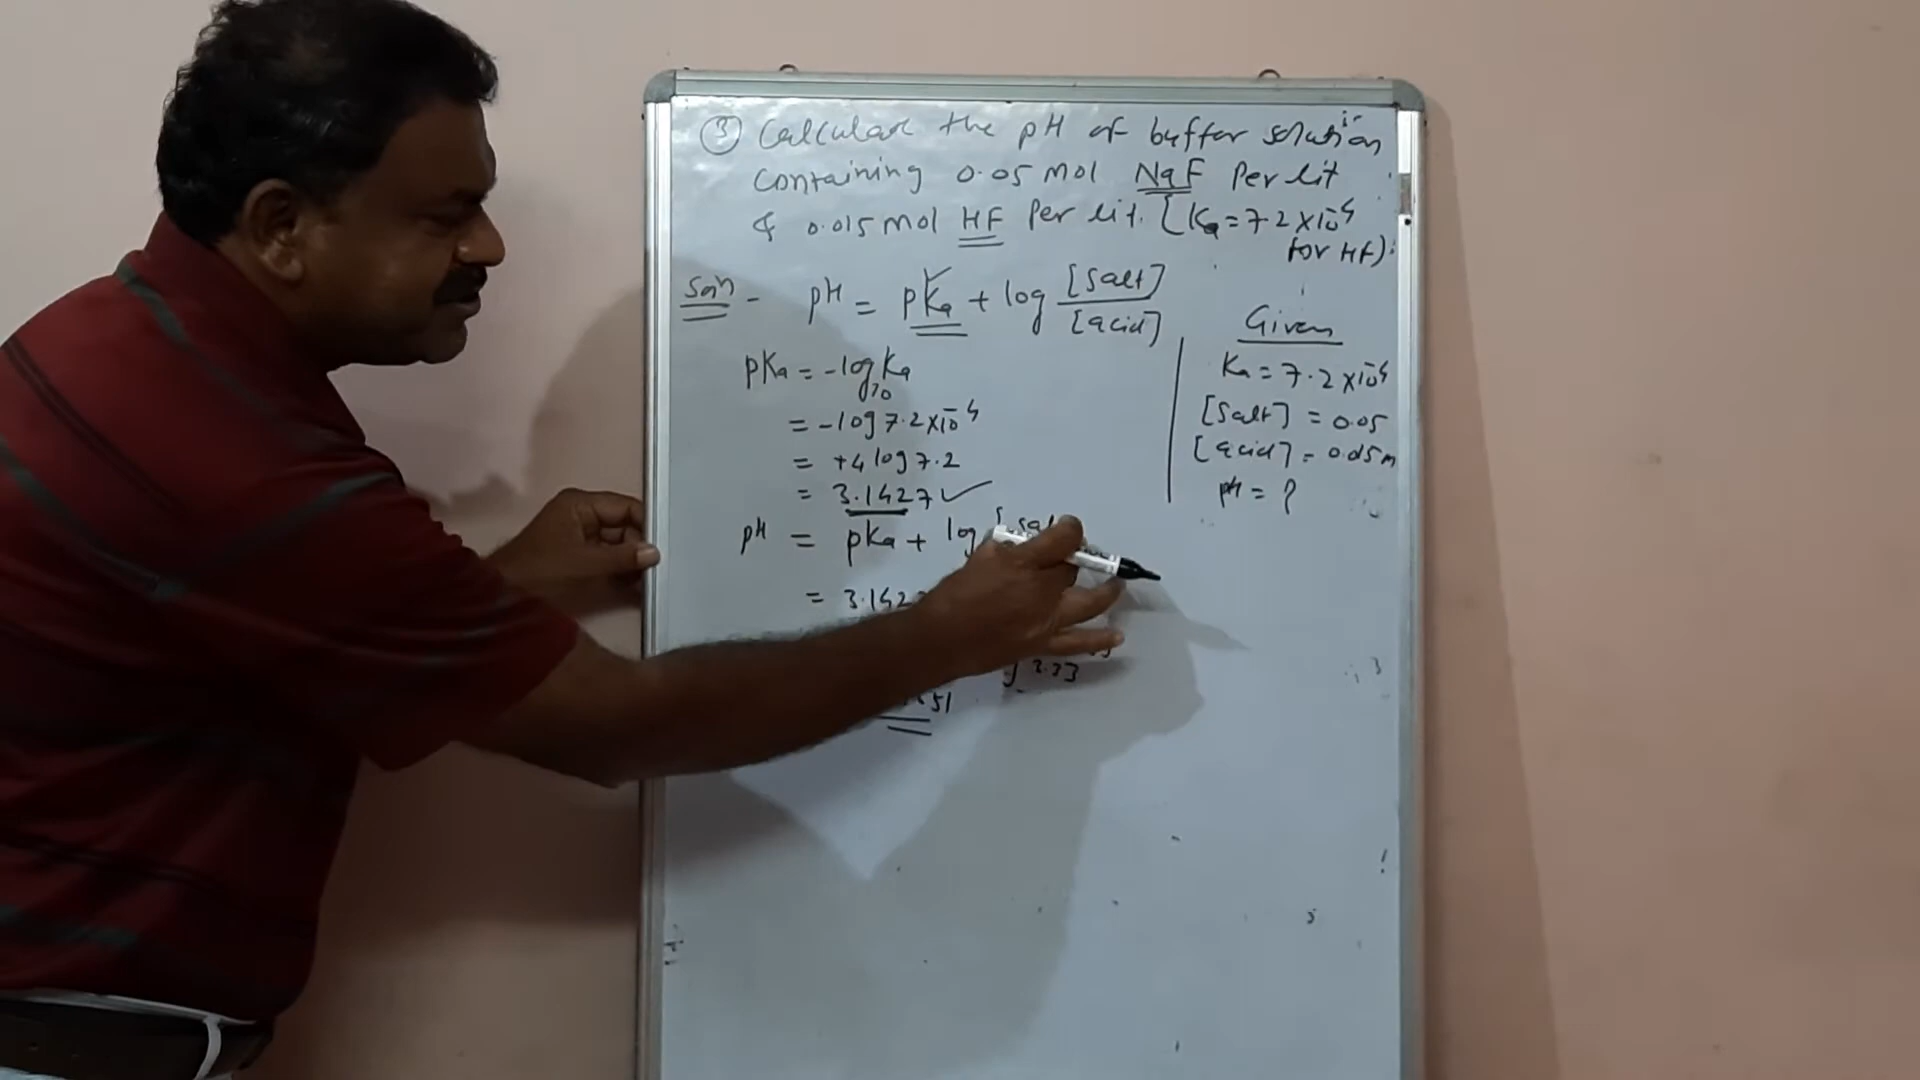 ③ Calculate the pH of buffer solution
containing 0.05 mol NaF Per lit
& 0.015 mol HF Per lit. [Ka = 7.2 × 10⁻⁴
for HF).
Soln - pH = pKa + log [Salt]/[acid]
Given
Ka = 7.2 × 10⁻⁴
[Salt] = 0.05
[acid] = 0.015 m
pH = ?
pKa = -log₁₀ Ka
= -log 7.2 × 10⁻⁴
= +4 log 7.2
= 3.1427 ✓
pH = pKa + log
= 3.142
3.33
51